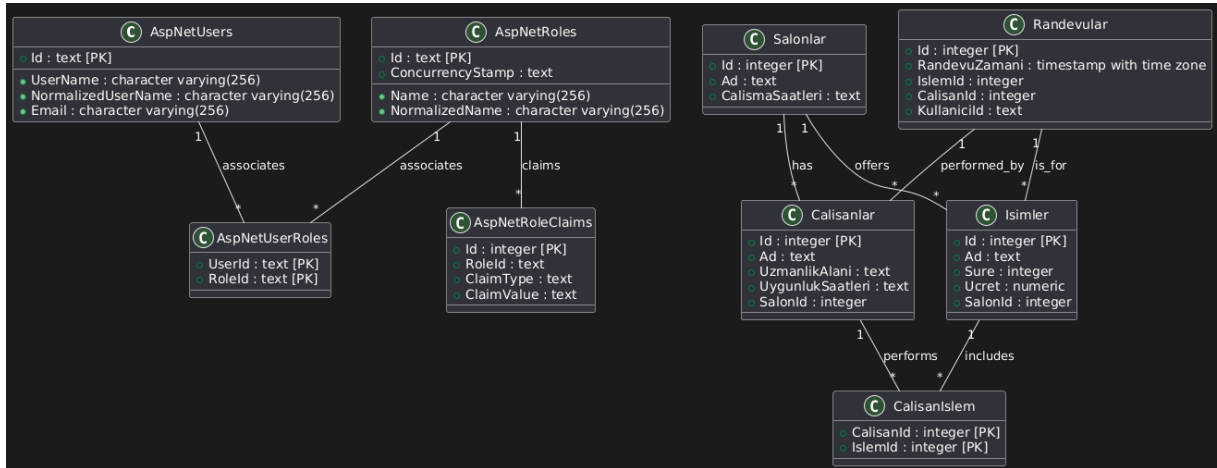 C AspNetUsers
Id : text [PK]
UserName : character varying(256)
NormalizedUserName : character varying(256)
Email : character varying(256)
C AspNetRoles
Id : text [PK]
ConcurrencyStamp : text
Name : character varying(256)
NormalizedName : character varying(256)
C Salonlar
Id : integer [PK]
Ad : text
CalismaSaatleri : text
C Randevular
Id : integer [PK]
RandevuZamani : timestamp with time zone
IslemId : integer
CalisanId : integer
KullaniciId : text
1
1
1
1
1
1
1
associates
associates
claims
has
offers
performed_by
is_for
*
*
*
*
*
*
*
C AspNetUserRoles
UserId : text [PK]
RoleId : text [PK]
C AspNetRoleClaims
Id : integer [PK]
RoleId : text
ClaimType : text
ClaimValue : text
C Calisanlar
Id : integer [PK]
Ad : text
UzmanlikAlani : text
UygunlukSaatleri : text
SalonId : integer
C Isimler
Id : integer [PK]
Ad : text
Sure : integer
Ucret : numeric
SalonId : integer
1
1
performs
includes
*
*
C CalisanIslem
CalisanId : integer [PK]
IslemId : integer [PK]